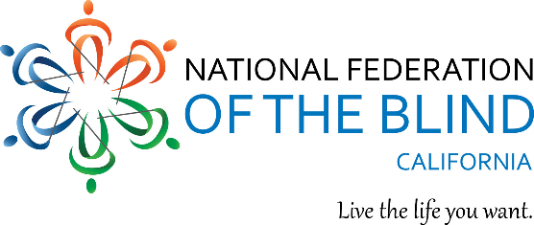 NATIONAL FEDERATION
OF THE BLIND
CALIFORNIA
Live the life you want.